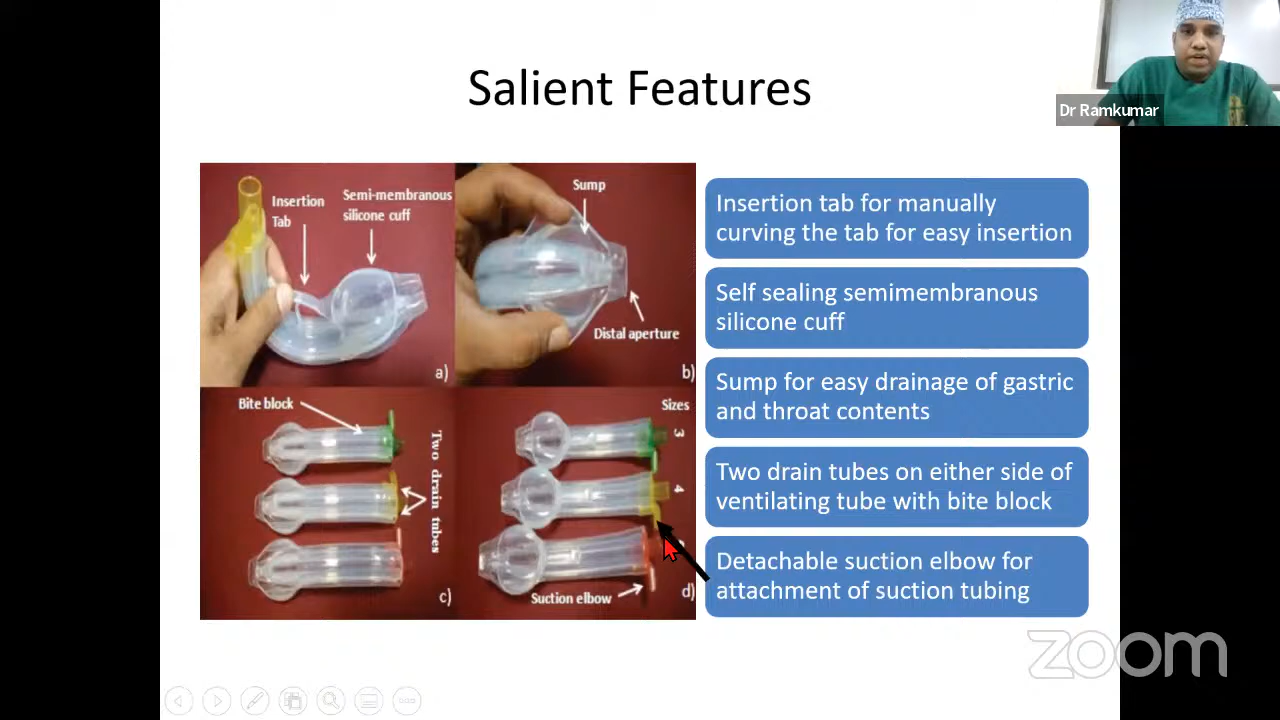 Salient Features
Dr Ramkumar
Insertion
Tab
Semi-membranous
silicone cuff
a)
Sump
Distal aperture
b)
Bite block
Two drain tubes
c)
Sizes
3
4
Suction elbow
d)
Insertion tab for manually
curving the tab for easy insertion
Self sealing semimembranous
silicone cuff
Sump for easy drainage of gastric
and throat contents
Two drain tubes on either side of
ventilating tube with bite block
Detachable suction elbow for
attachment of suction tubing
zoom